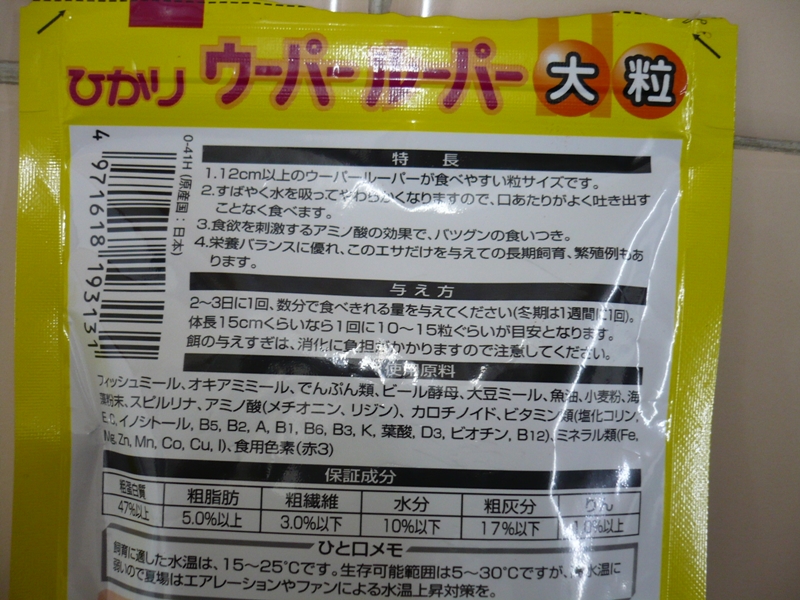 ひかり ウーパールーパー 大粒
4 971618 193131
0-41H (原産国:日本)
特長
1.12cm以上のウーパールーパーが食べやすい粒サイズです。
2.すばやく水を吸ってやわらかくなりますので、口あたりがよく吐き出す
ことなく食べます。
3.食欲を刺激するアミノ酸の効果で、バツグンの食いつき。
4.栄養バランスに優れ、このエサだけを与えての長期飼育、繁殖例もあ
ります。
与え方
2~3日に1回、数分で食べきれる量を与えてください(冬期は1週間に1回)。
体長15cmくらいなら1回に10~15粒ぐらいが目安となります。
餌の与えすぎは、消化に負担がかかりますので注意してください。
使用原料
フィッシュミール、オキアミミール、でんぷん類、ビール酵母、大豆ミール、魚油、小麦粉、海
藻粉末、スピルリナ、アミノ酸(メチオニン、リジン)、カロチノイド、ビタミン類(塩化コリン,
E, C, イノシトール, B5, B2, A, B1, B6, B3, K, 葉酸, D3, ビオチン, B12)、ミネラル類(Fe,
Mg, Zn, Mn, Co, Cu, I)、食用色素(赤3)
保証成分
粗蛋白質 粗脂肪 粗繊維 水分 粗灰分 りん
47%以上 5.0%以上 3.0%以下 10%以下 17%以下 1.0%以上
ひと口メモ
飼育に適した水温は、15~25℃です。生存可能範囲は5~30℃ですが、水温に
弱いので夏場はエアレーションやファンによる水温上昇対策を。